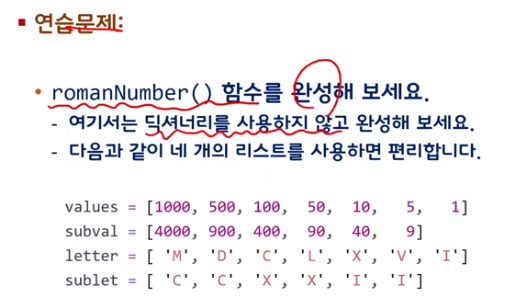 연습문제:
romanNumber() 함수를 완성해 보세요.
- 여기서는 딕셔너리를 사용하지 않고 완성해 보세요.
- 다음과 같이 네 개의 리스트를 사용하면 편리합니다.
values = [1000, 500, 100, 50, 10, 5, 1]
subval = [4000, 900, 400, 90, 40, 9]
letter = [ 'M', 'D', 'C', 'L', 'X', 'V', 'I']
sublet = [ 'C', 'C', 'X', 'X', 'I', 'I']